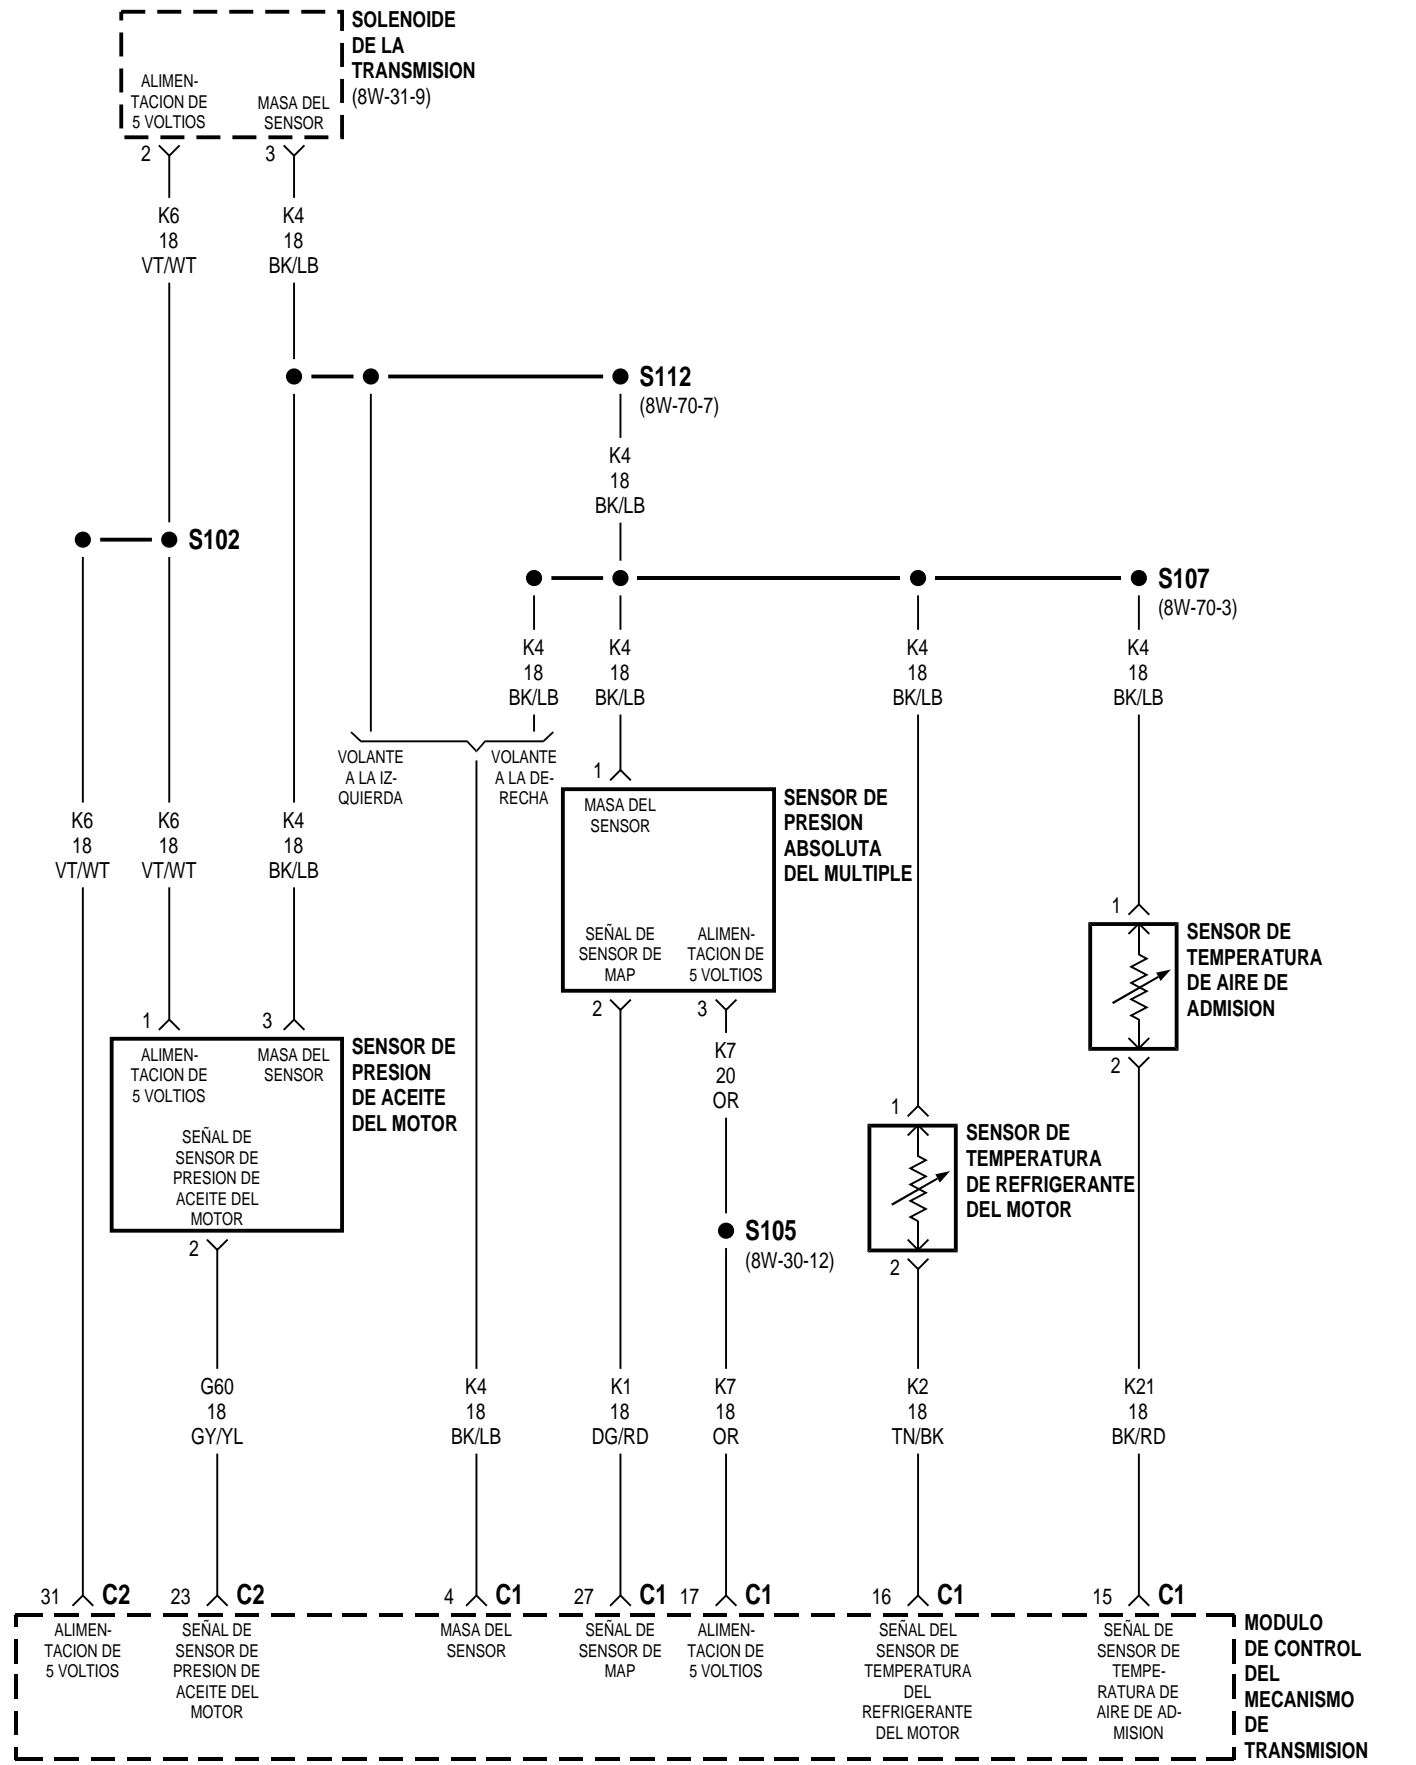 SOLENOIDE
DE LA
TRANSMISION
(8W-31-9)
ALIMEN-
TACION DE
5 VOLTIOS
MASA DEL
SENSOR
2
3
K6
18
VT/WT
K4
18
BK/LB
S112
(8W-70-7)
K4
18
BK/LB
S102
S107
(8W-70-3)
K4
18
BK/LB
K4
18
BK/LB
K4
18
BK/LB
K4
18
BK/LB
VOLANTE
A LA IZ-
QUIERDA
VOLANTE
A LA DE-
RECHA
K6
18
VT/WT
K6
18
VT/WT
K4
18
BK/LB
1
MASA DEL
SENSOR
SENSOR DE
PRESION
ABSOLUTA
DEL MULTIPLE
SEÑAL DE
SENSOR DE
MAP
ALIMEN-
TACION DE
5 VOLTIOS
2
3
K7
20
OR
1
SENSOR DE
TEMPERATURA
DE AIRE DE
ADMISION
2
1
3
ALIMEN-
TACION DE
5 VOLTIOS
MASA DEL
SENSOR
SEÑAL DE
SENSOR DE
PRESION DE
ACEITE DEL
MOTOR
SENSOR DE
PRESION
DE ACEITE
DEL MOTOR
2
1
SENSOR DE
TEMPERATURA
DE REFRIGERANTE
DEL MOTOR
2
S105
(8W-30-12)
G60
18
GY/YL
K4
18
BK/LB
K1
18
DG/RD
K7
18
OR
K2
18
TN/BK
K21
18
BK/RD
31 C2
23 C2
4 C1
27 C1
17 C1
16 C1
15 C1
ALIMEN-
TACION DE
5 VOLTIOS
SEÑAL DE
SENSOR DE
PRESION DE
ACEITE DEL
MOTOR
MASA DEL
SENSOR
SEÑAL DE
SENSOR DE
MAP
ALIMEN-
TACION DE
5 VOLTIOS
SEÑAL DEL
SENSOR DE
TEMPERATURA
DEL
REFRIGERANTE
DEL MOTOR
SEÑAL DE
SENSOR DE
TEMPE-
RATURA DE
AIRE DE AD-
MISION
MODULO
DE CONTROL
DEL
MECANISMO
DE
TRANSMISION